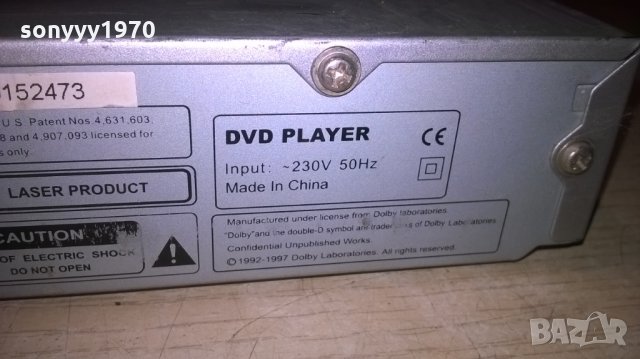 sonyyy1970
152473
U.S. Patent Nos. 4,631,603,
8 and 4,907,093 licensed for
s only.
LASER PRODUCT
CAUTION
OF ELECTRIC SHOCK
DO NOT OPEN
DVD PLAYER
CE
Input: ~230V 50Hz
Made In China
Manufactured under license from Dolby laboratories.
"Dolby"and the double-D symbol are trademarks of Dolby Laboratories
Confidential Unpublished Works.
©1992-1997 Dolby Laboratories. All rights reserved.
BAZAR